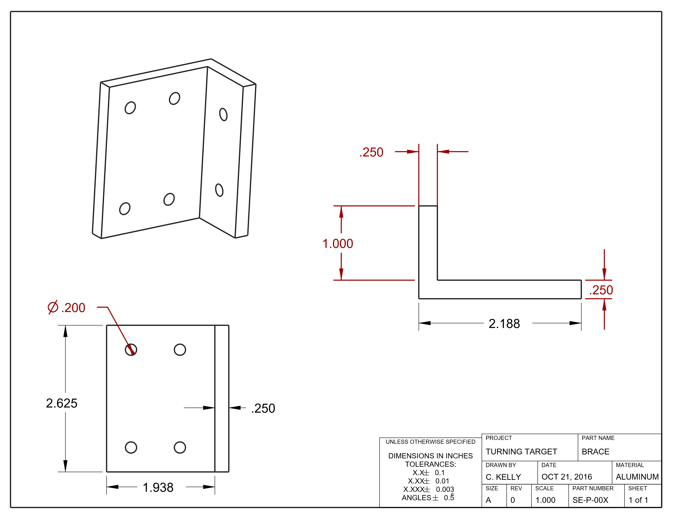 .250
1.000
.250
2.188
Ø .200
2.625
.250
1.938
UNLESS OTHERWISE SPECIFIED
DIMENSIONS IN INCHES
TOLERANCES:
X.X± 0.1
X.XX± 0.01
X.XXX± 0.003
ANGLES ± 0.5°
PROJECT
TURNING TARGET
PART NAME
BRACE
DRAWN BY
C. KELLY
DATE
OCT 21, 2016
MATERIAL
ALUMINUM
SIZE
A
REV
0
SCALE
1.000
PART NUMBER
SE-P-00X
SHEET
1 of 1